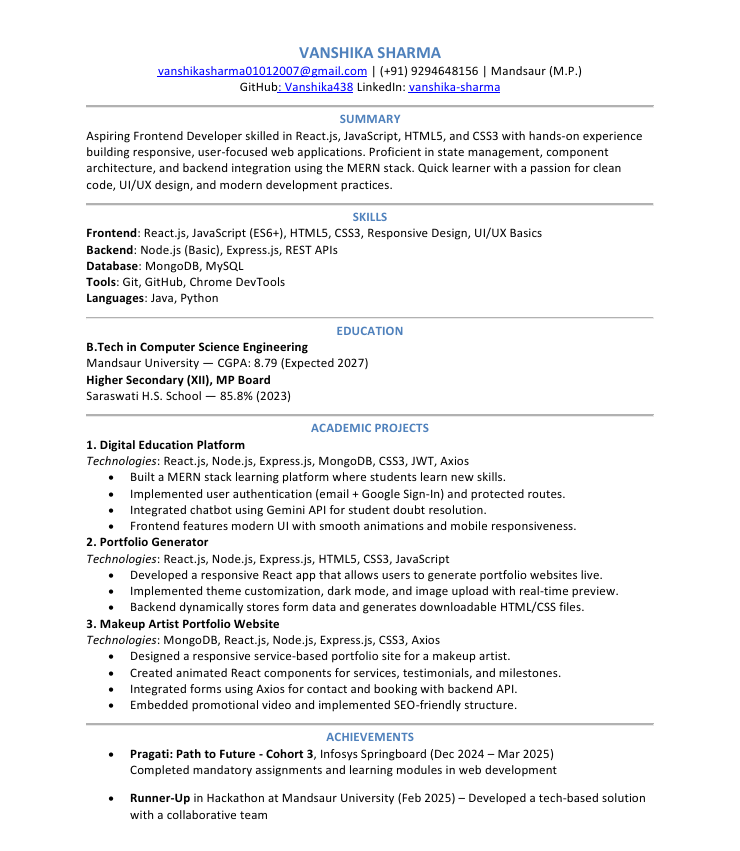 VANSHIKA SHARMA
vanshikasharma01012007@gmail.com | (+91) 9294648156 | Mandsaur (M.P.)
GitHub: Vanshika438 LinkedIn: vanshika-sharma
SUMMARY
Aspiring Frontend Developer skilled in React.js, JavaScript, HTML5, and CSS3 with hands-on experience
building responsive, user-focused web applications. Proficient in state management, component
architecture, and backend integration using the MERN stack. Quick learner with a passion for clean
code, UI/UX design, and modern development practices.
SKILLS
Frontend: React.js, JavaScript (ES6+), HTML5, CSS3, Responsive Design, UI/UX Basics
Backend: Node.js (Basic), Express.js, REST APIs
Database: MongoDB, MySQL
Tools: Git, GitHub, Chrome DevTools
Languages: Java, Python
EDUCATION
B.Tech in Computer Science Engineering
Mandsaur University — CGPA: 8.79 (Expected 2027)
Higher Secondary (XII), MP Board
Saraswati H.S. School — 85.8% (2023)
ACADEMIC PROJECTS
1. Digital Education Platform
Technologies: React.js, Node.js, Express.js, MongoDB, CSS3, JWT, Axios
• Built a MERN stack learning platform where students learn new skills.
• Implemented user authentication (email + Google Sign-In) and protected routes.
• Integrated chatbot using Gemini API for student doubt resolution.
• Frontend features modern UI with smooth animations and mobile responsiveness.
2. Portfolio Generator
Technologies: React.js, Node.js, Express.js, HTML5, CSS3, JavaScript
• Developed a responsive React app that allows users to generate portfolio websites live.
• Implemented theme customization, dark mode, and image upload with real-time preview.
• Backend dynamically stores form data and generates downloadable HTML/CSS files.
3. Makeup Artist Portfolio Website
Technologies: MongoDB, React.js, Node.js, Express.js, CSS3, Axios
• Designed a responsive service-based portfolio site for a makeup artist.
• Created animated React components for services, testimonials, and milestones.
• Integrated forms using Axios for contact and booking with backend API.
• Embedded promotional video and implemented SEO-friendly structure.
ACHIEVEMENTS
• Pragati: Path to Future - Cohort 3, Infosys Springboard (Dec 2024 – Mar 2025)
Completed mandatory assignments and learning modules in web development
• Runner-Up in Hackathon at Mandsaur University (Feb 2025) – Developed a tech-based solution
with a collaborative team